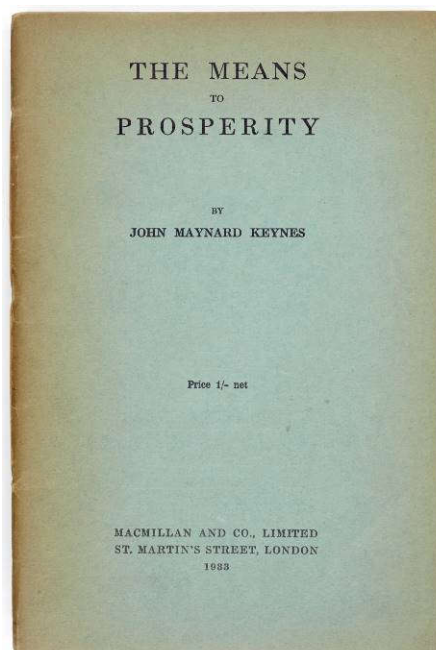 THE MEANS
TO
PROSPERITY
BY
JOHN MAYNARD KEYNES
Price 1/- net
MACMILLAN AND CO., LIMITED
ST. MARTIN'S STREET, LONDON
1933